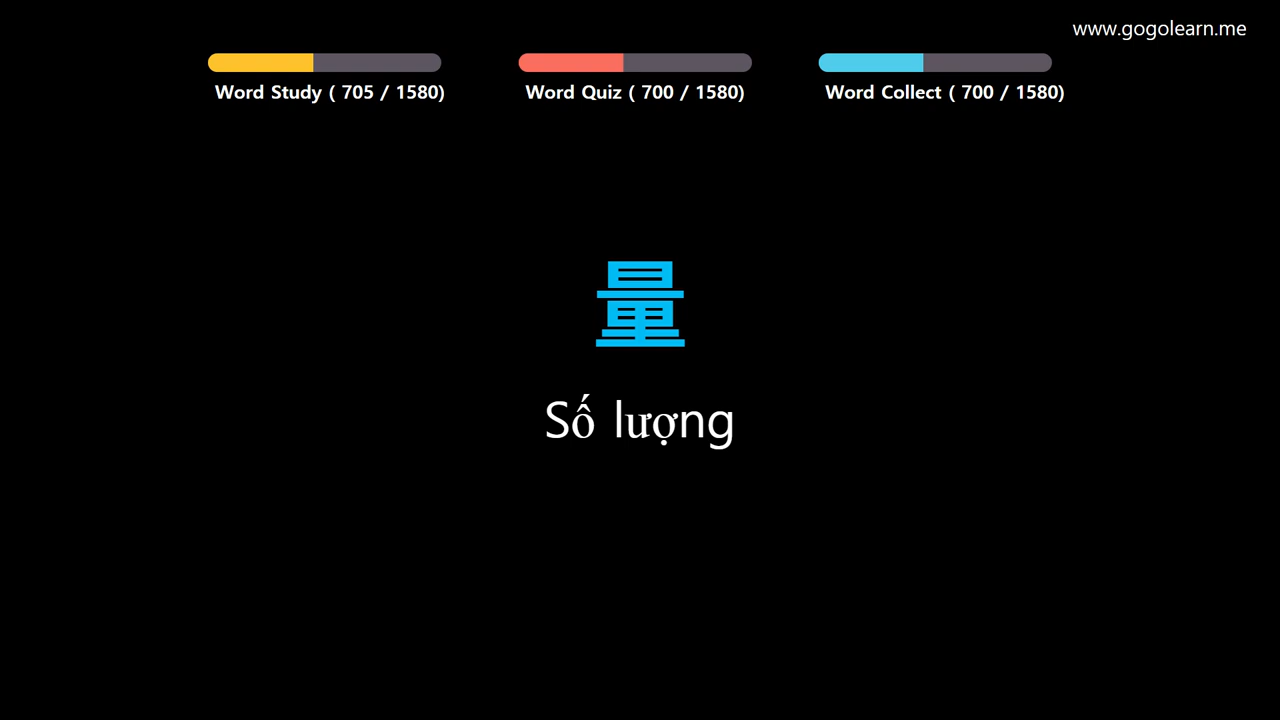 www.gogolearn.me
Word Study ( 705 / 1580)
Word Quiz ( 700 / 1580)
Word Collect ( 700 / 1580)
量
Số lượng